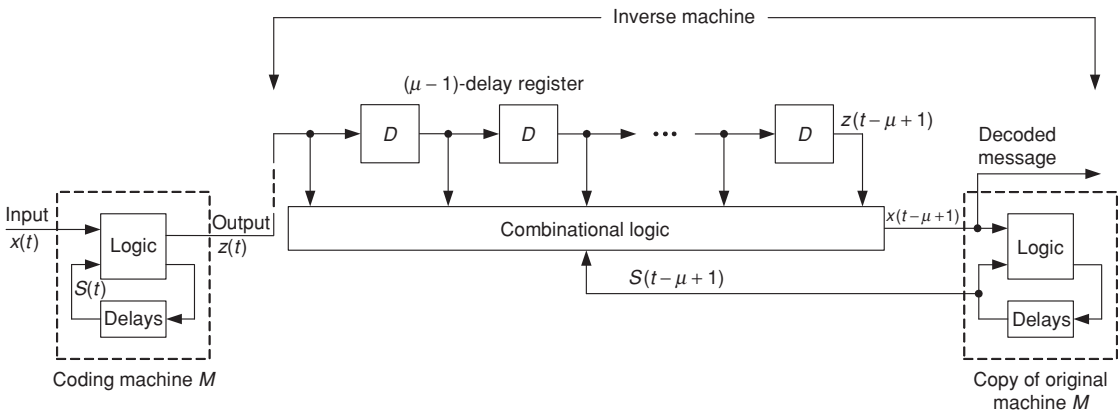 Inverse machine
(μ − 1)-delay register
D
D
•••
D
z(t− μ + 1)
Decoded
message
Input
x(t)
Logic
Output
z(t)
Combinational logic
x(t−μ+1)
Logic
S(t)
S(t− μ + 1)
Delays
Delays
Coding machine M
Copy of original
machine M